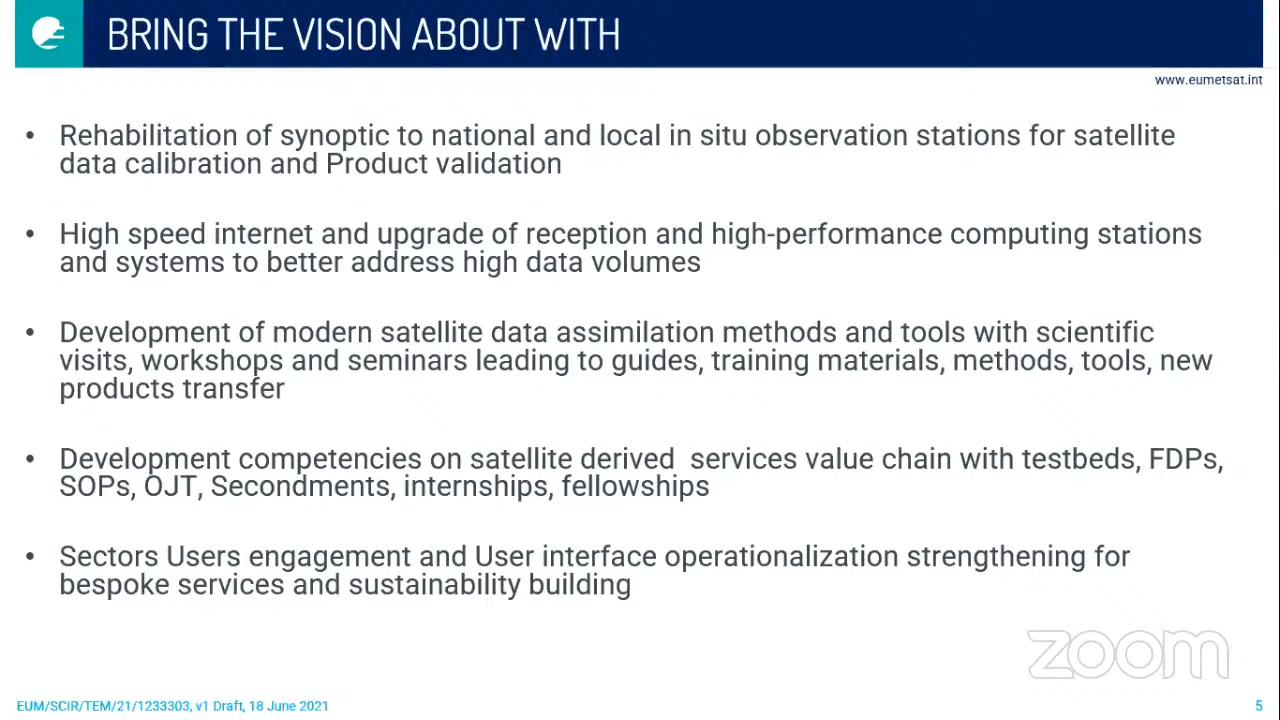 BRING THE VISION ABOUT WITH
www.eumetsat.int
• Rehabilitation of synoptic to national and local in situ observation stations for satellite
data calibration and Product validation
• High speed internet and upgrade of reception and high-performance computing stations
and systems to better address high data volumes
• Development of modern satellite data assimilation methods and tools with scientific
visits, workshops and seminars leading to guides, training materials, methods, tools, new
products transfer
• Development competencies on satellite derived  services value chain with testbeds, FDPs,
SOPs, OJT, Secondments, internships, fellowships
• Sectors Users engagement and User interface operationalization strengthening for
bespoke services and sustainability building
zoom
EUM/SCIR/TEM/21/1233303, v1 Draft, 18 June 2021
5